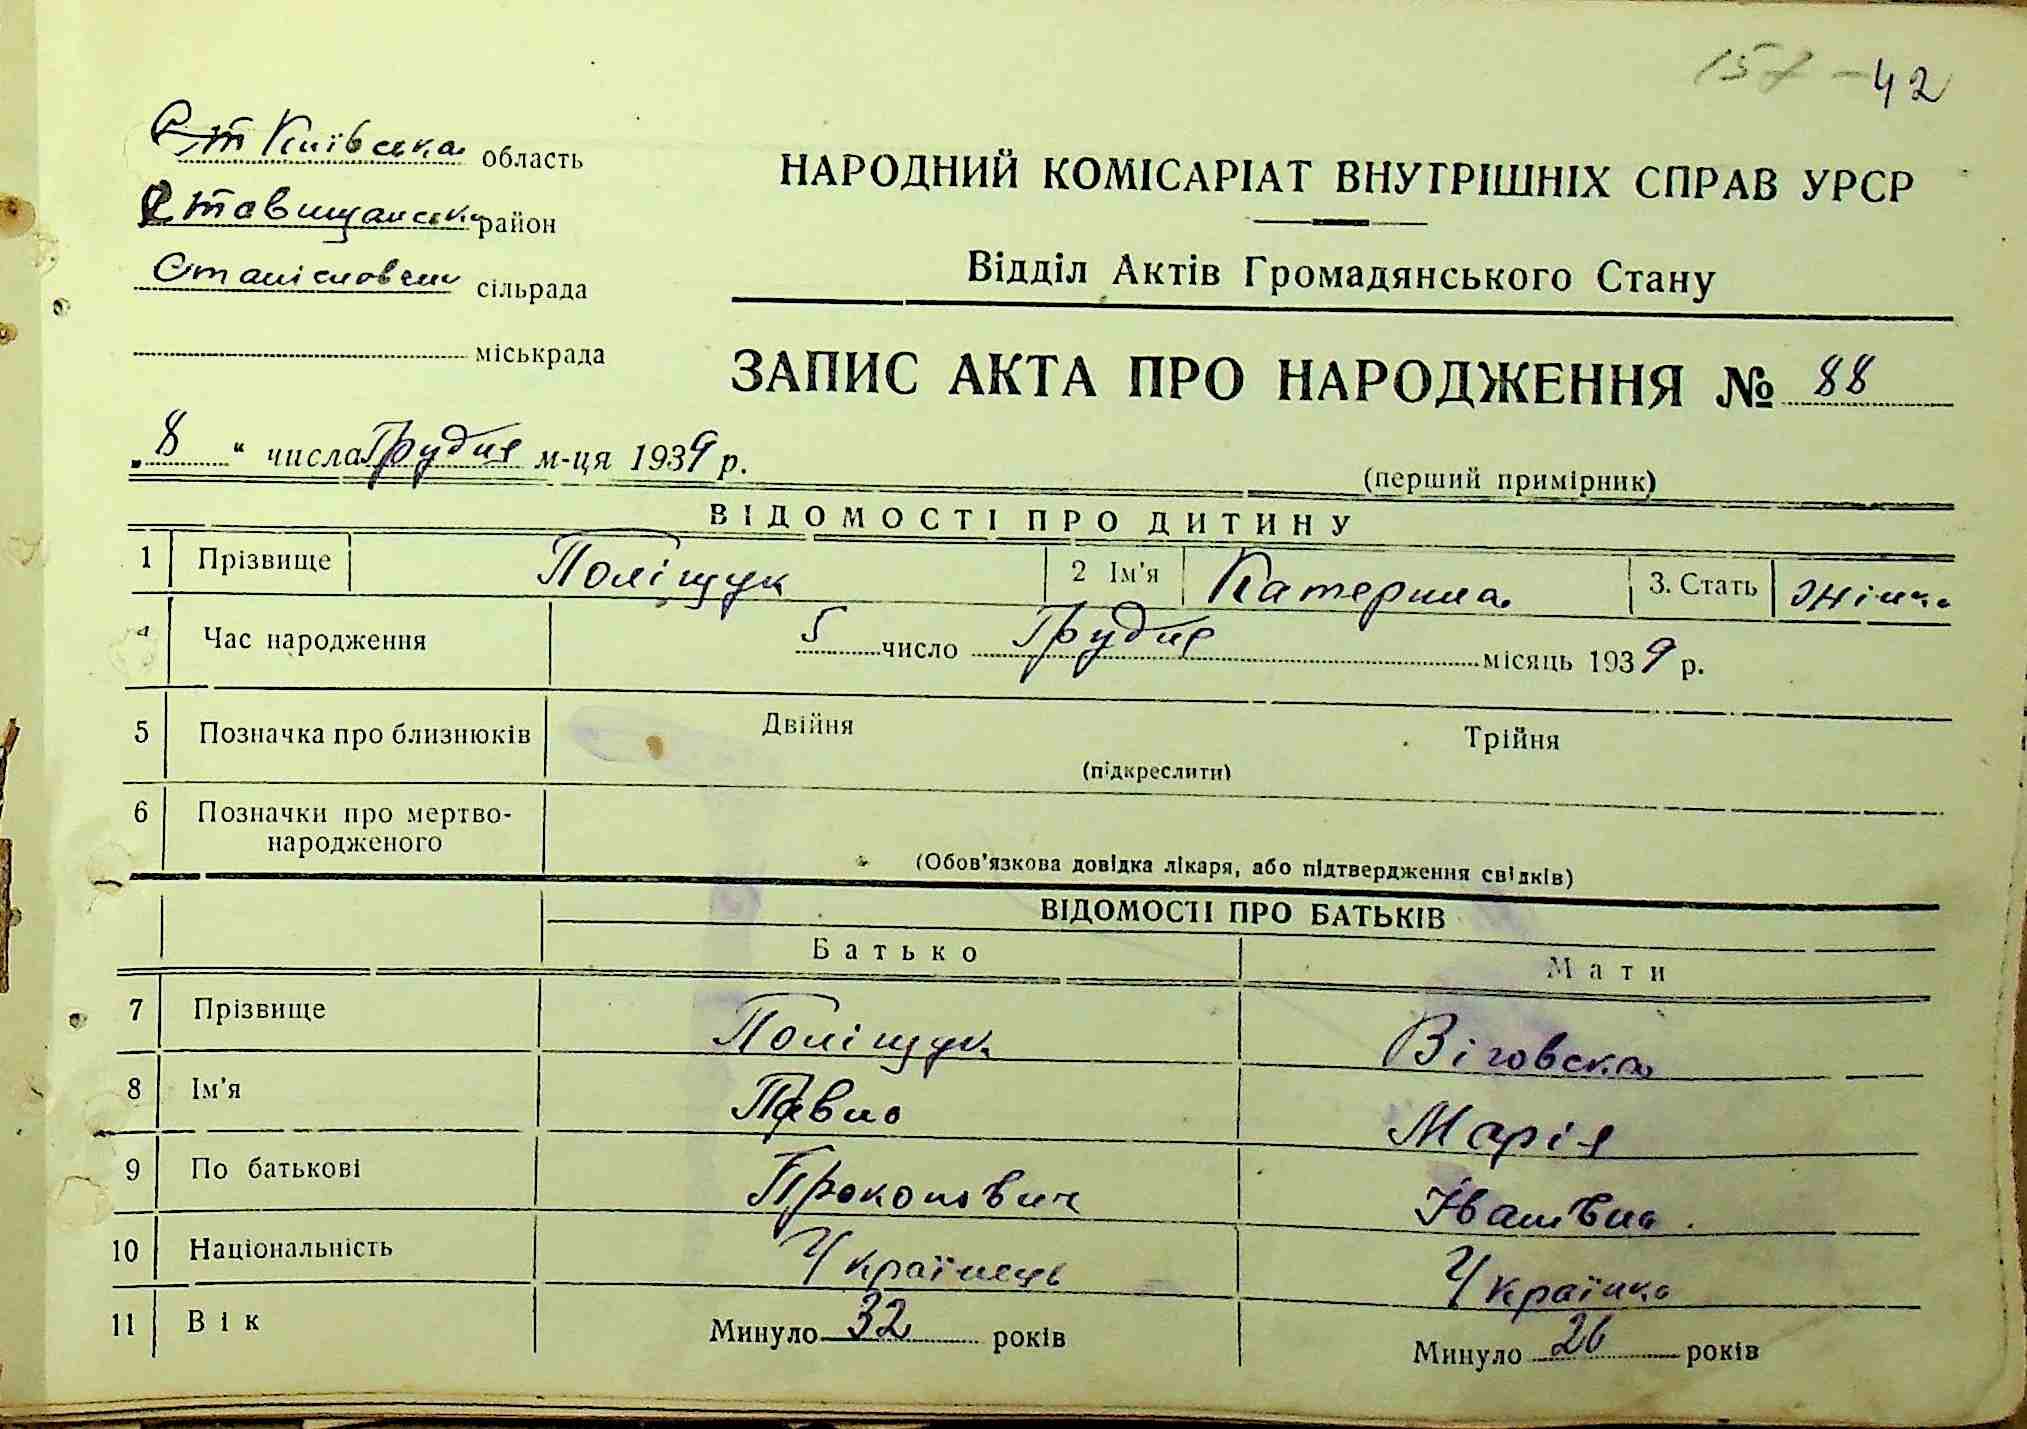 157 - 42
Київська область
Ставищанськ район
Станіславчик сільрада
міськрада
НАРОДНИЙ КОМІСАРІАТ ВНУТРІШНІХ СПРАВ УРСР
Відділ Актів Громадянського Стану
ЗАПИС АКТА ПРО НАРОДЖЕННЯ № 88
„8“ числа Грудня м-ця 1939 р.
(перший примірник)
ВІДОМОСТІ ПРО ДИТИНУ
1 Прізвище Поліщук 2 Ім'я Катерина 3. Стать жінка
4 Час народження 5 число Грудня місяць 1939 р.
5 Позначка про близнюків Двійня Трійня
(підкреслити)
6 Позначки про мертво-
народженого
(Обов'язкова довідка лікаря, або підтвердження свідків)
ВІДОМОСТІ ПРО БАТЬКІВ
Батько Мати
7 Прізвище Поліщук Віговска
8 Ім'я Павло Марія
9 По батькові Прокопович Іванівна
10 Національність Українець Українка
11 Вік Минуло 32 років Минуло 26 років